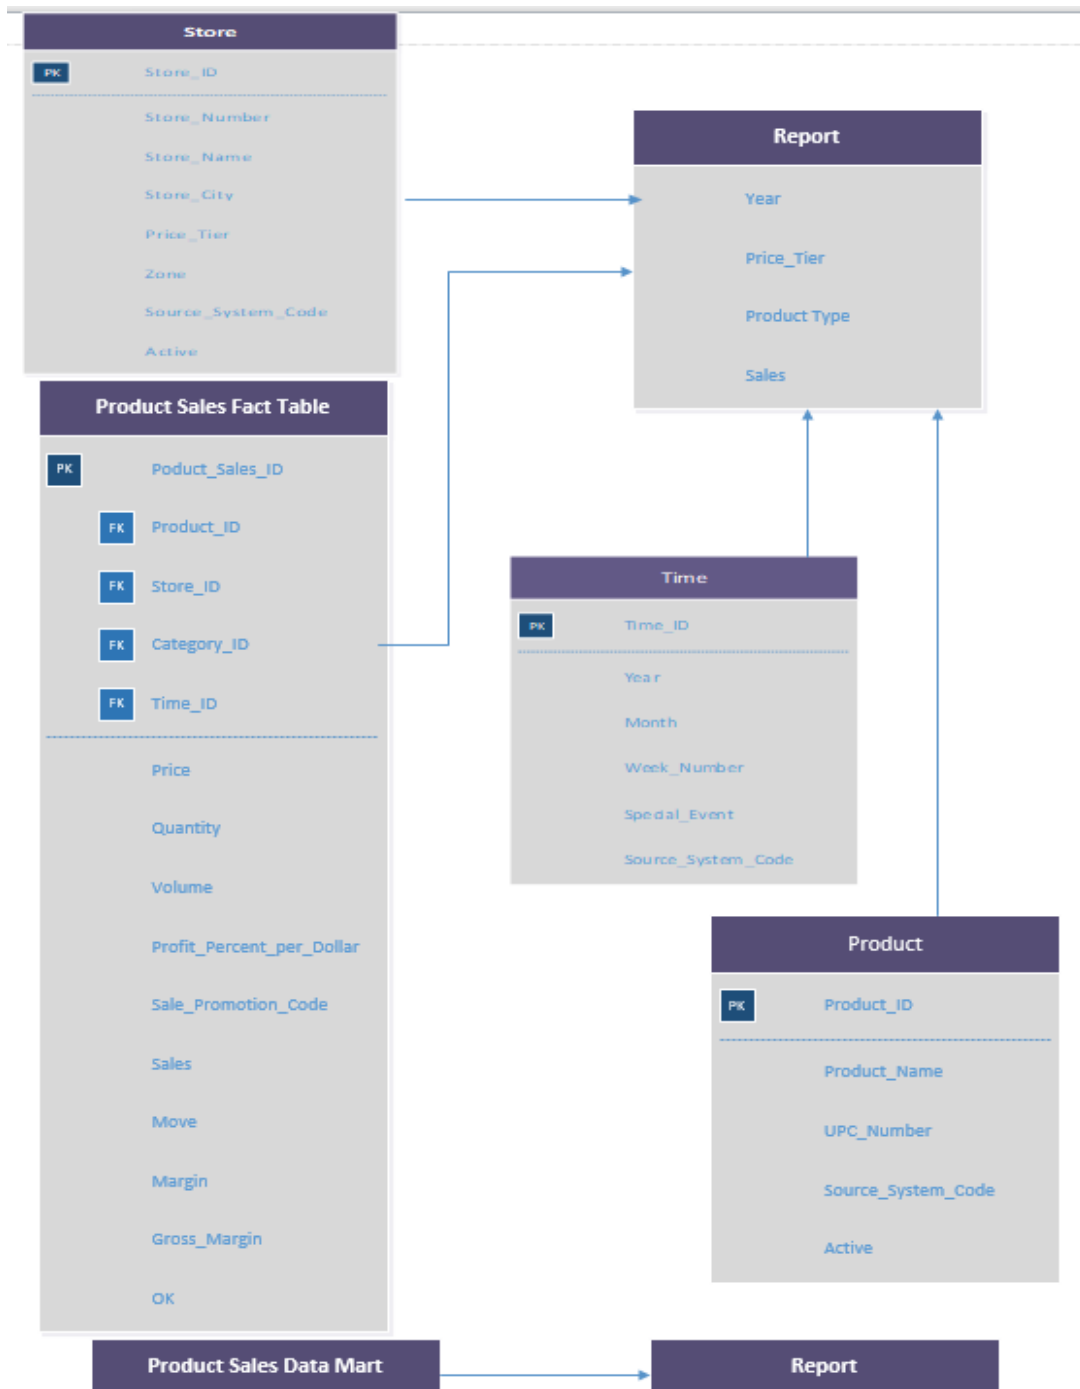 Store
PK Store_ID
Store_Number
Store_Name
Store_City
Price_Tier
Zone
Source_System_Code
Active
Report
Year
Price_Tier
Product Type
Sales
Product Sales Fact Table
PK Poduct_Sales_ID
FK Product_ID
FK Store_ID
FK Category_ID
FK Time_ID
Price
Quantity
Volume
Profit_Percent_per_Dollar
Sale_Promotion_Code
Sales
Move
Margin
Gross_Margin
OK
Time
PK Time_ID
Year
Month
Week_Number
Special_Event
Source_System_Code
Product
PK Product_ID
Product_Name
UPC_Number
Source_System_Code
Active
Product Sales Data Mart
Report